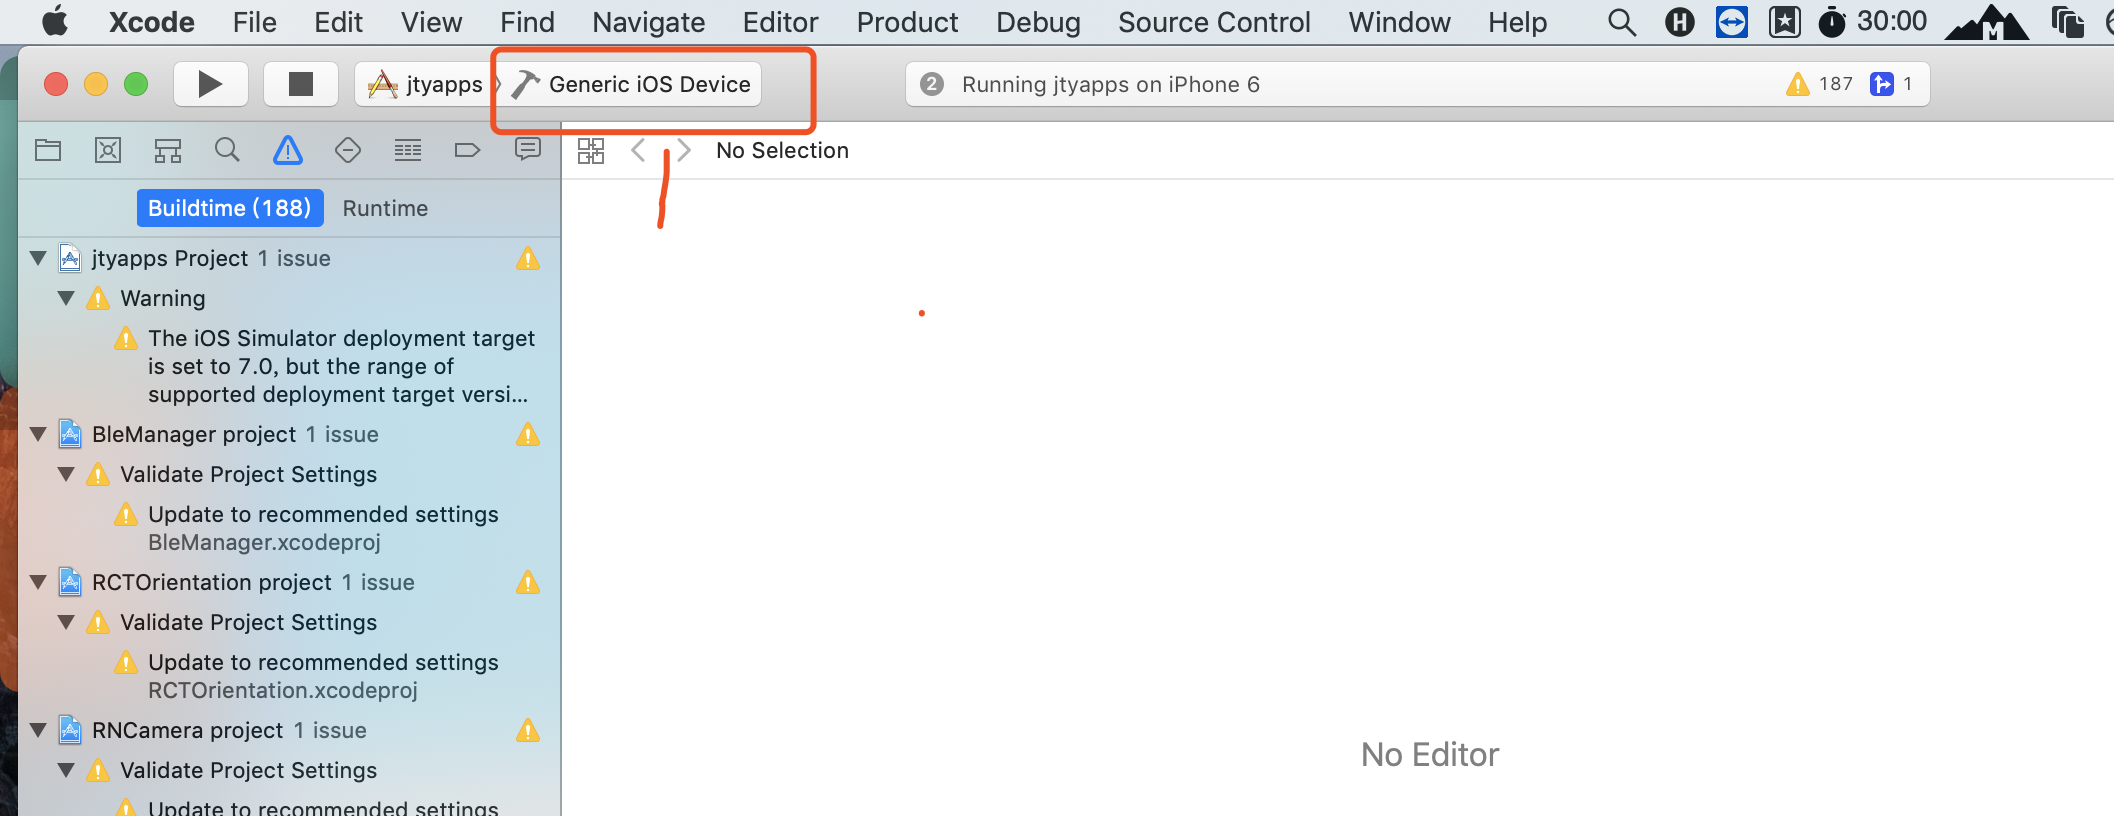 Xcode File Edit View Find Navigate Editor Product Debug Source Control Window Help H 30:00 M
jtyapps Generic iOS Device 2 Running jtyapps on iPhone 6 187 1
No Selection
Buildtime (188) Runtime
jtyapps Project 1 issue
Warning
The iOS Simulator deployment target
is set to 7.0, but the range of
supported deployment target versi...
BleManager project 1 issue
Validate Project Settings
Update to recommended settings
BleManager.xcodeproj
RCTOrientation project 1 issue
Validate Project Settings
Update to recommended settings
RCTOrientation.xcodeproj
RNCamera project 1 issue
No Editor
Validate Project Settings
Update to recommended settings